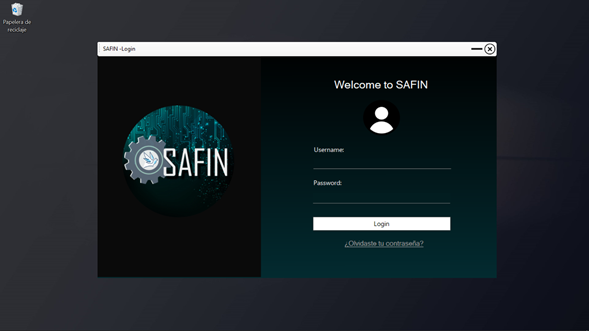 Papelera de
reciclaje
SAFIN -Login
Welcome to SAFIN
SAFIN
Username:
Password:
Login
¿Olvidaste tu contraseña?